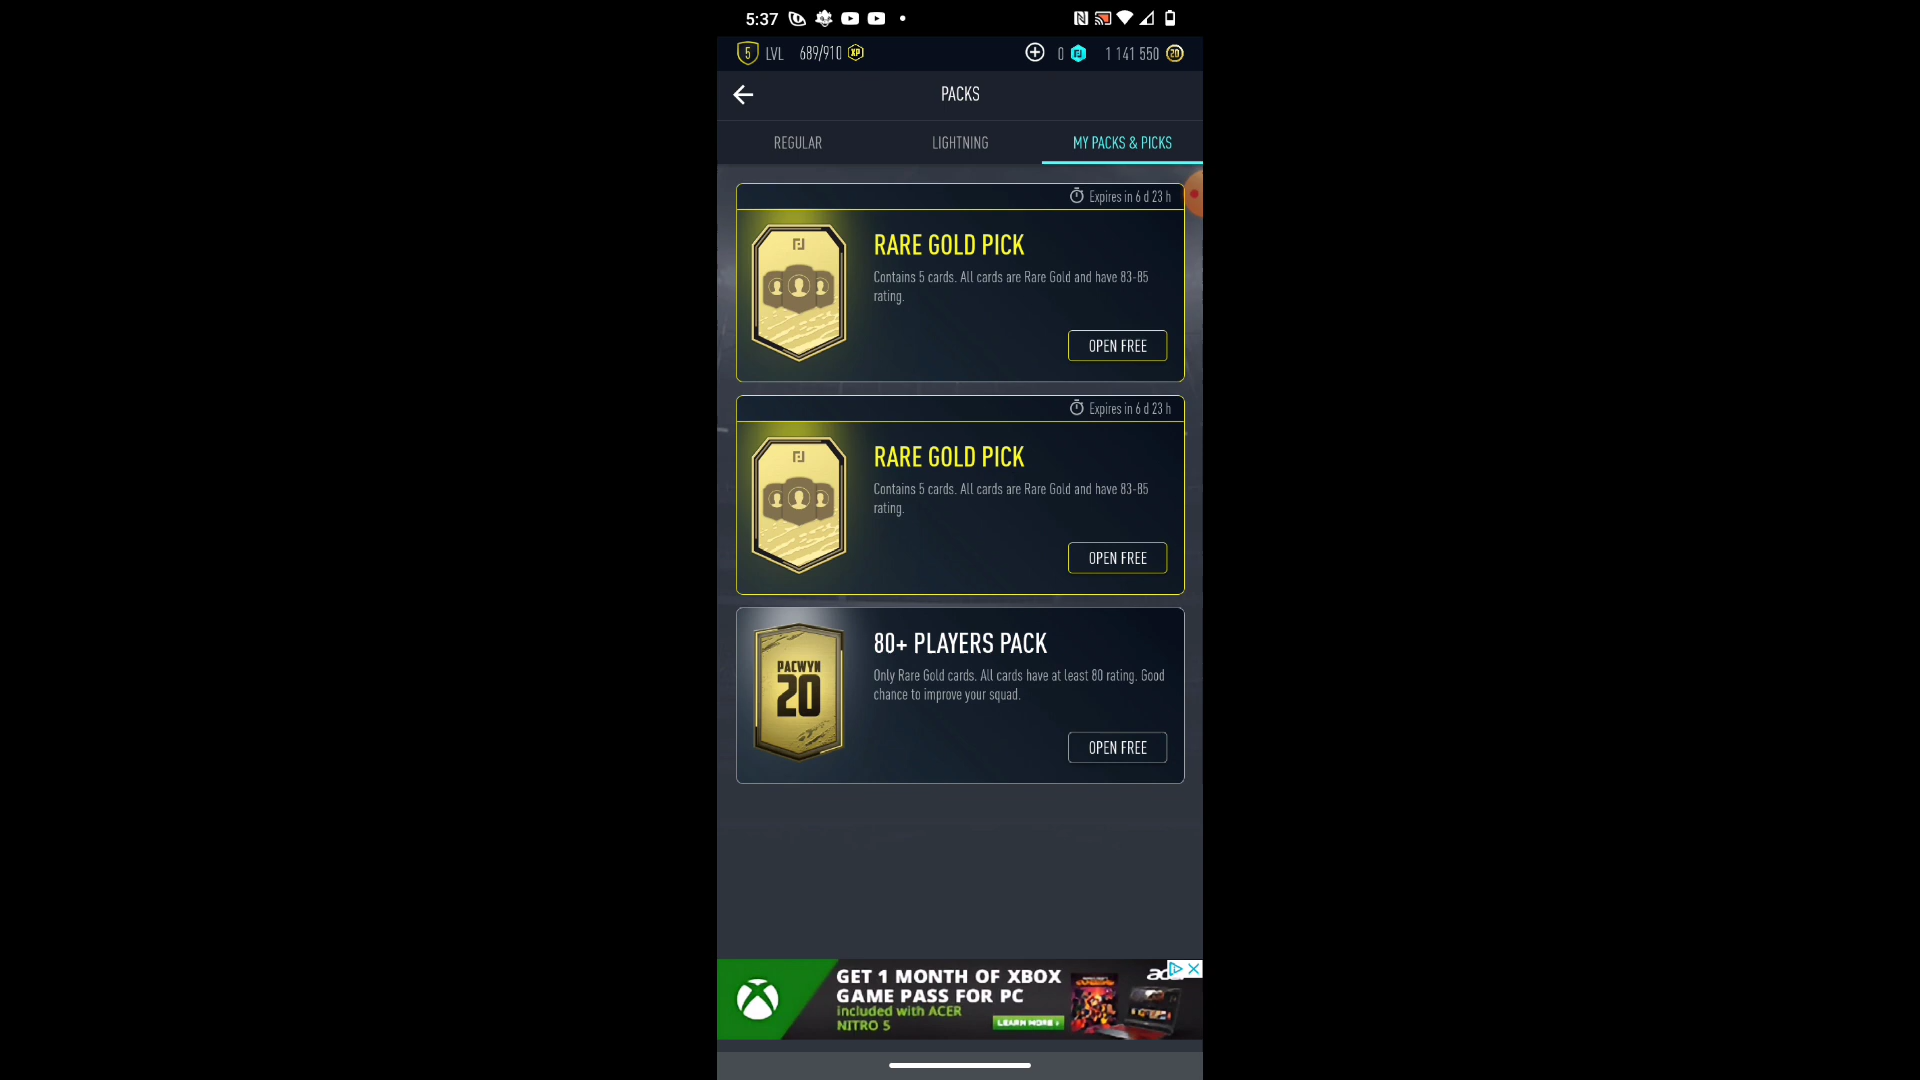 5:37
5 LVL 689/910 XP 0 1 141 550 20
PACKS
REGULAR LIGHTNING MY PACKS & PICKS
Expires in 6 d 23 h
RARE GOLD PICK
Contains 5 cards. All cards are Rare Gold and have 83-85
rating.
OPEN FREE
Expires in 6 d 23 h
RARE GOLD PICK
Contains 5 cards. All cards are Rare Gold and have 83-85
rating.
OPEN FREE
80+ PLAYERS PACK
PACWYN
20
Only Rare Gold cards. All cards have at least 80 rating. Good
chance to improve your squad.
OPEN FREE
GET 1 MONTH OF XBOX
GAME PASS FOR PC
included with ACER
NITRO 5
LEARN MORE